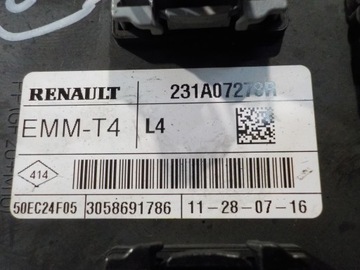 RENAULT 231A07273R
EMM-T4 L4
414
50EC24F05 3058691786 11-28-07-16